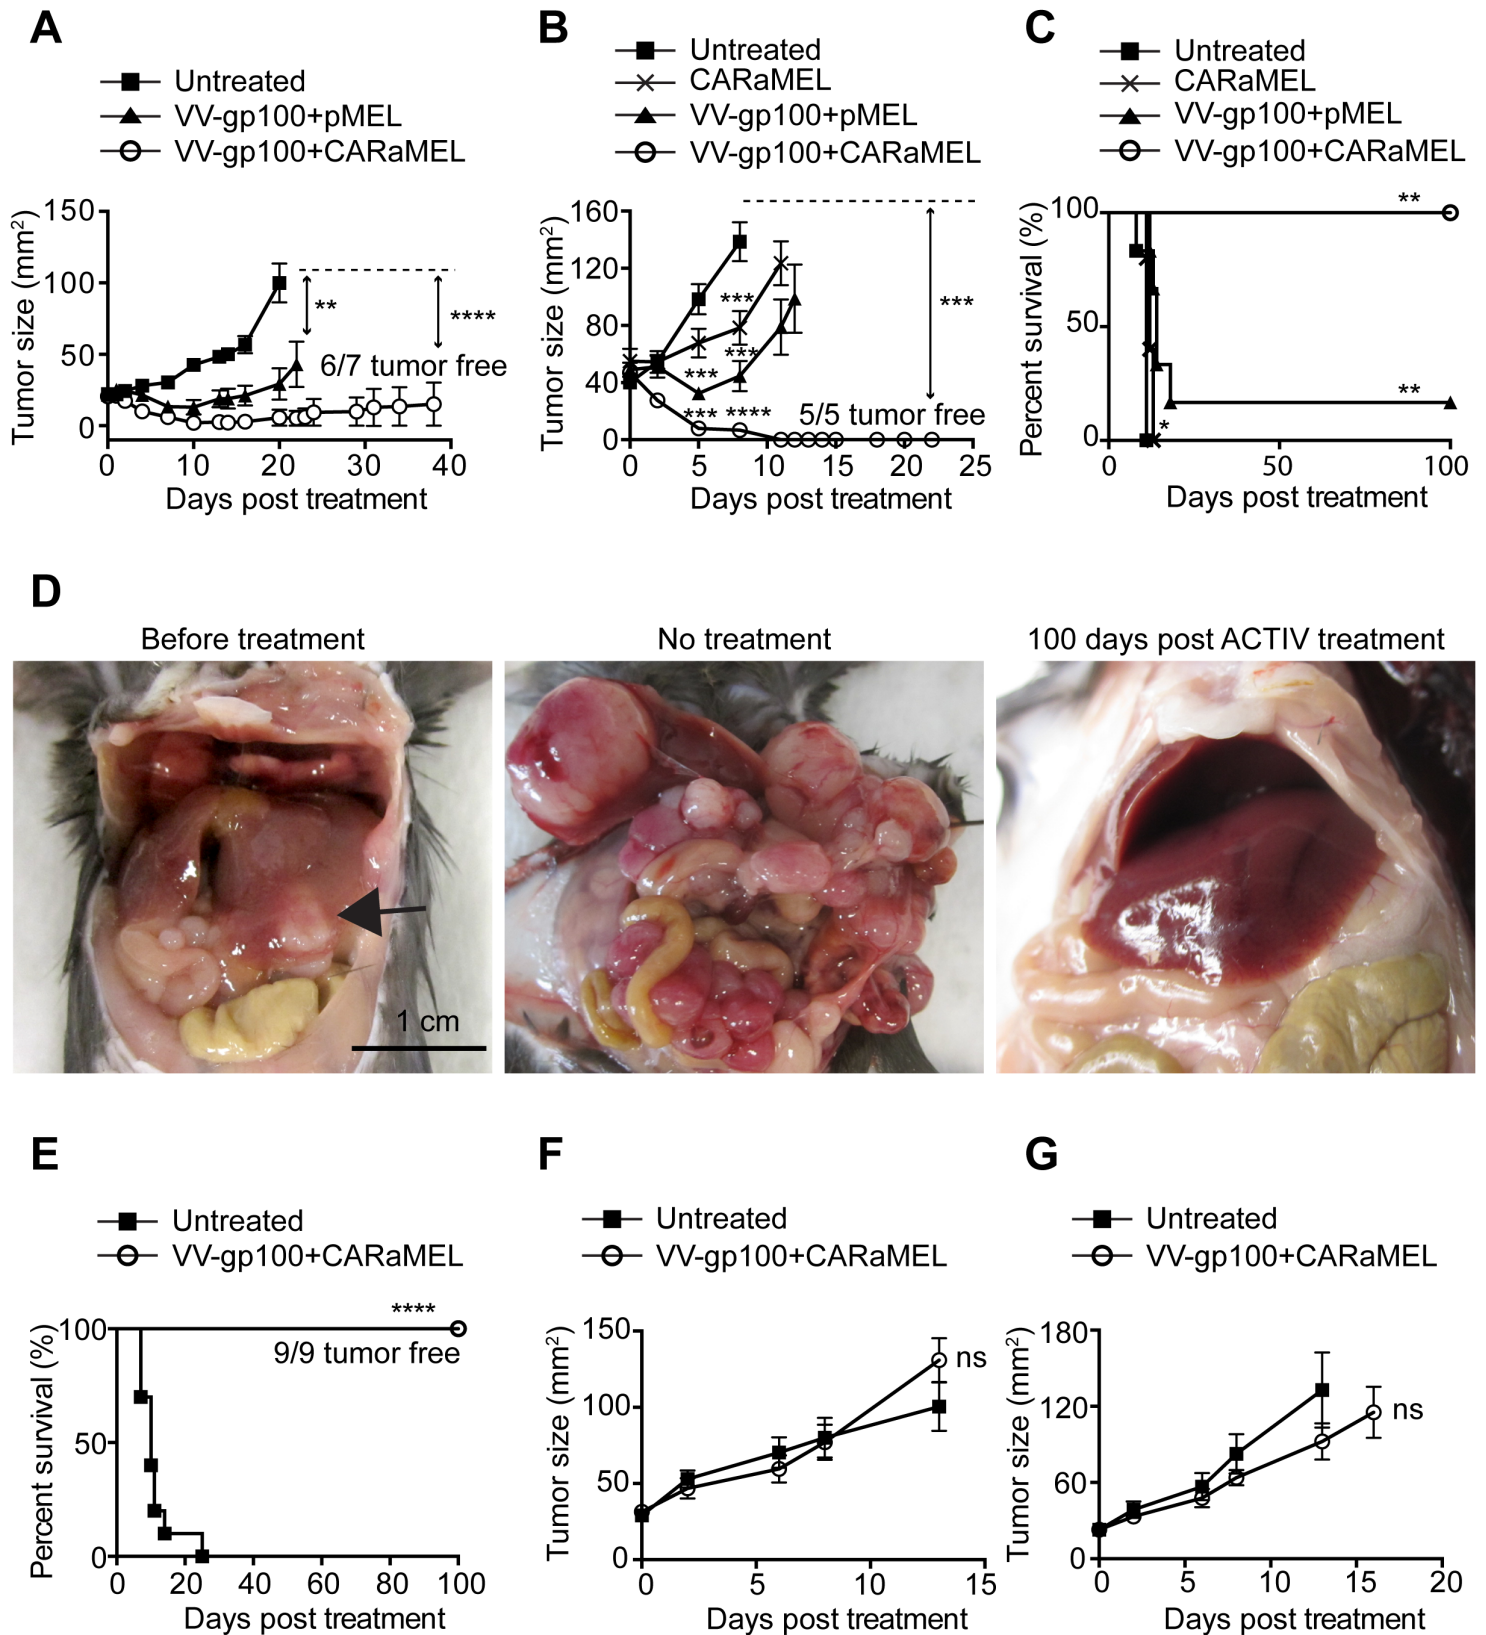 A
Untreated
VV-gp100+pMEL
VV-gp100+CARaMEL
Tumor size (mm²)
150
100
50
0
**
****
6/7 tumor free
0 10 20 30 40
Days post treatment
B
Untreated
CARaMEL
VV-gp100+pMEL
VV-gp100+CARaMEL
Tumor size (mm²)
160
120
80
40
0
***
***
***
***
*** ****
5/5 tumor free
0 5 10 15 20 25
Days post treatment
C
Untreated
CARaMEL
VV-gp100+pMEL
VV-gp100+CARaMEL
Percent survival (%)
100
50
0
**
**
*
0 50 100
Days post treatment
D
Before treatment
No treatment
100 days post ACTIV treatment
1 cm
E
Untreated
VV-gp100+CARaMEL
Percent survival (%)
100
50
0
****
9/9 tumor free
0 20 40 60 80 100
Days post treatment
F
Untreated
VV-gp100+CARaMEL
Tumor size (mm²)
150
100
50
0
ns
0 5 10 15
Days post treatment
G
Untreated
VV-gp100+CARaMEL
Tumor size (mm²)
180
120
60
0
ns
0 5 10 15 20
Days post treatment